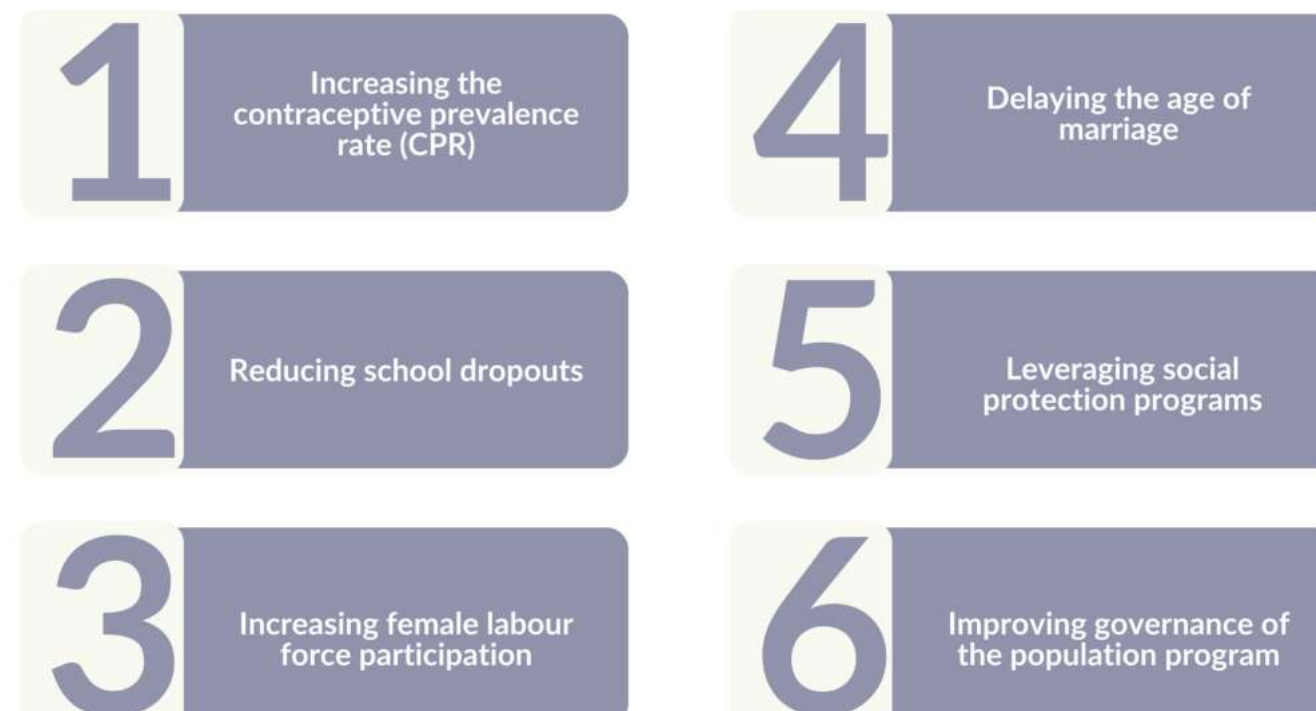 1
Increasing the
contraceptive prevalence
rate (CPR)
2
Reducing school dropouts
3
Increasing female labour
force participation
4
Delaying the age of
marriage
5
Leveraging social
protection programs
6
Improving governance of
the population program